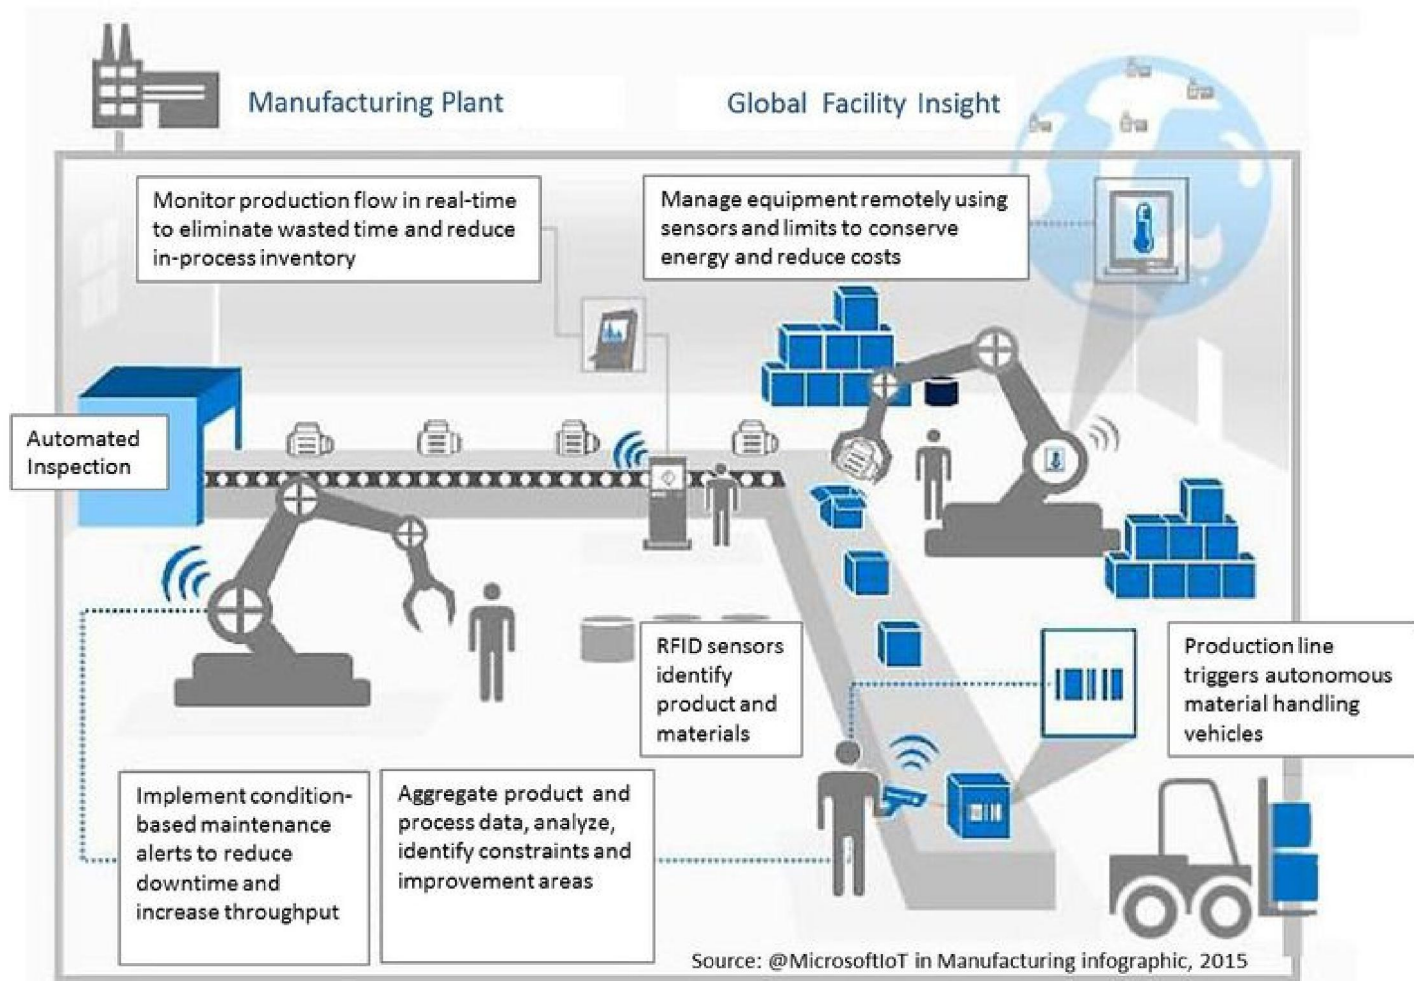 Manufacturing Plant
Global Facility Insight
Monitor production flow in real-time
to eliminate wasted time and reduce
in-process inventory
Manage equipment remotely using
sensors and limits to conserve
energy and reduce costs
Automated
Inspection
RFID sensors
identify
product and
materials
Production line
triggers autonomous
material handling
vehicles
Implement condition-
based maintenance
alerts to reduce
downtime and
increase throughput
Aggregate product and
process data, analyze,
identify constraints and
improvement areas
Source: @MicrosoftIoT in Manufacturing infographic, 2015